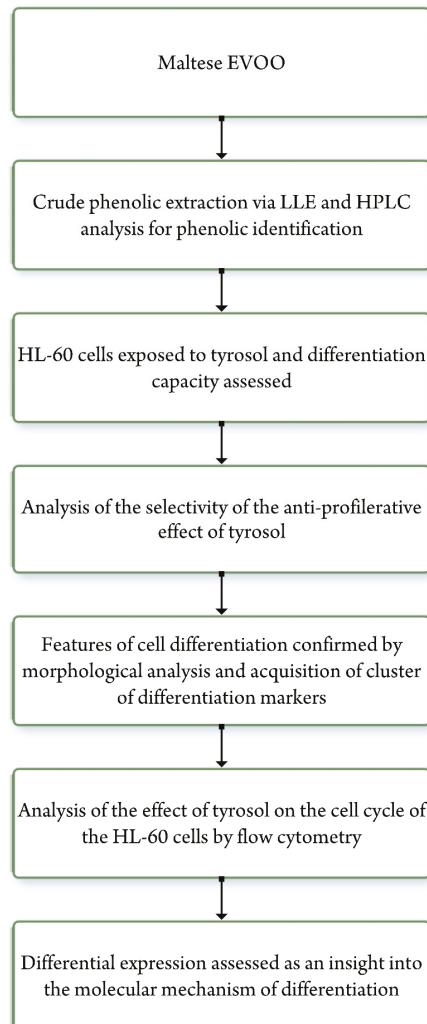 Maltese EVOO
Crude phenolic extraction via LLE and HPLC
analysis for phenolic identification
HL-60 cells exposed to tyrosol and differentiation
capacity assessed
Analysis of the selectivity of the anti-profilerative
effect of tyrosol
Features of cell differentiation confirmed by
morphological analysis and acquisition of cluster
of differentiation markers
Analysis of the effect of tyrosol on the cell cycle of
the HL-60 cells by flow cytometry
Differential expression assessed as an insight into
the molecular mechanism of differentiation